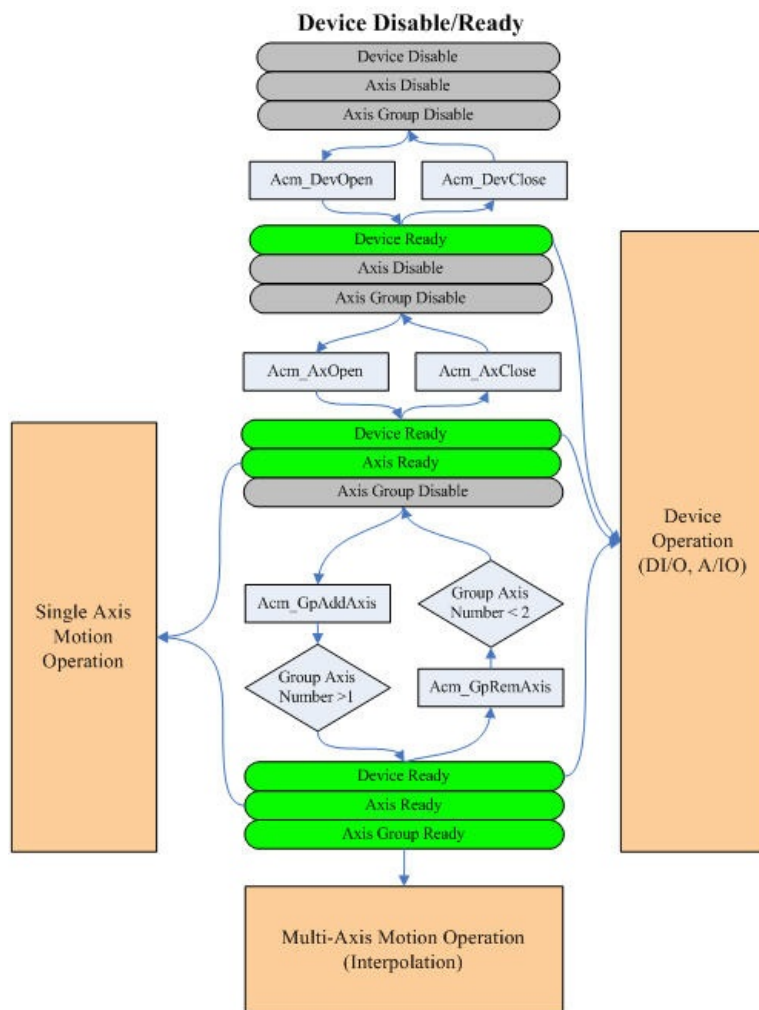 Device Disable/Ready
Device Disable
Axis Disable
Axis Group Disable
Acm_DevOpen
Acm_DevClose
Device Ready
Axis Disable
Axis Group Disable
Acm_AxOpen
Acm_AxClose
Device Ready
Axis Ready
Axis Group Disable
Acm_GpAddAxis
Group Axis
Number < 2
Group Axis
Number >1
Acm_GpRemAxis
Device Ready
Axis Ready
Axis Group Ready
Single Axis
Motion
Operation
Device
Operation
(DI/O, A/IO)
Multi-Axis Motion Operation
(Interpolation)